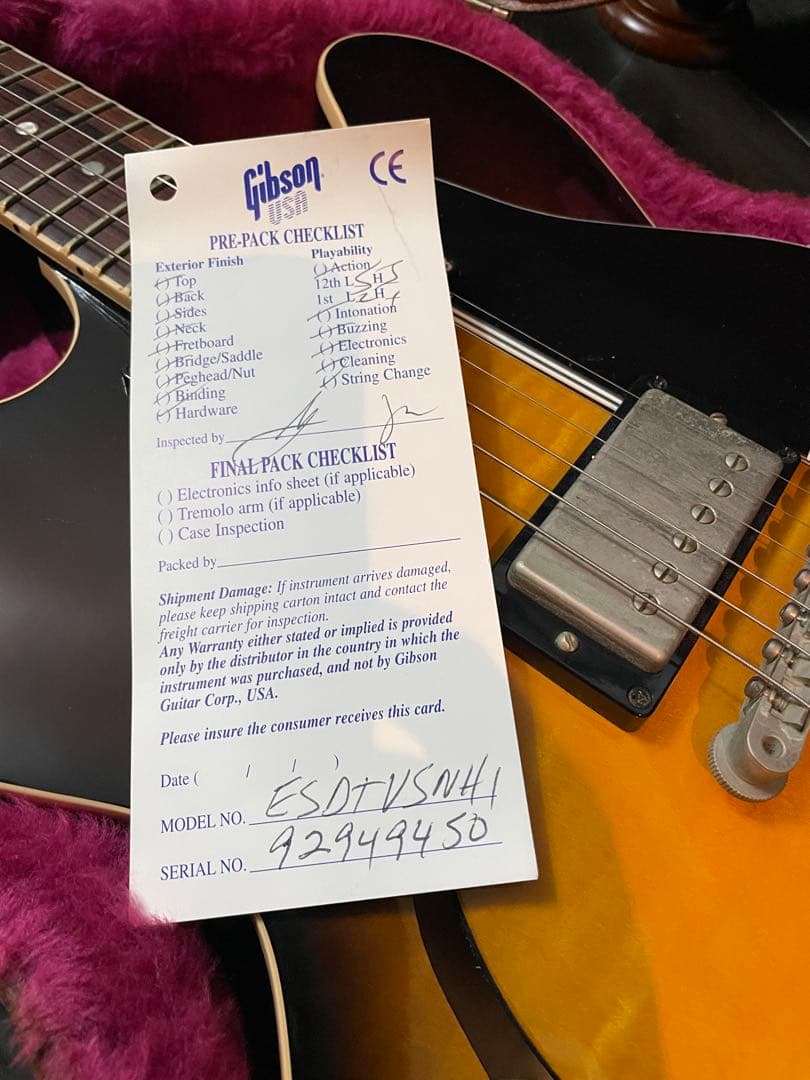 Gibson
USA
CE
PRE-PACK CHECKLIST
Exterior Finish
() Top
() Back
() Sides
() Neck
() Fretboard
() Bridge/Saddle
() Peghead/Nut
() Binding
() Hardware
Playability
() Action
12th L 5 H 5
1st L 2 H 1
() Intonation
() Buzzing
() Electronics
() Cleaning
() String Change
Inspected by
FINAL PACK CHECKLIST
() Electronics info sheet (if applicable)
() Tremolo arm (if applicable)
() Case Inspection
Packed by
Shipment Damage: If instrument arrives damaged,
please keep shipping carton intact and contact the
freight carrier for inspection.
Any Warranty either stated or implied is provided
only by the distributor in the country in which the
instrument was purchased, and not by Gibson
Guitar Corp., USA.
Please insure the consumer receives this card.
Date ( / / )
MODEL NO. ESDTVSNH1
SERIAL NO. 92949450